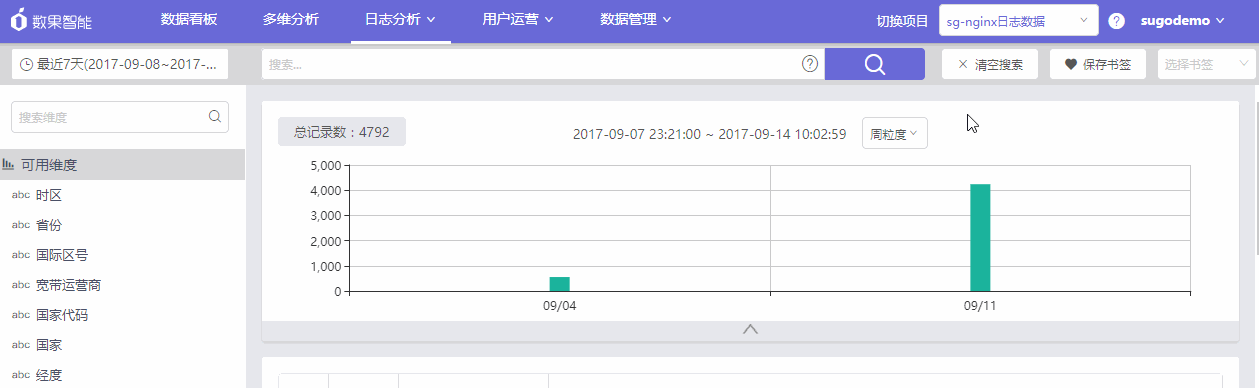 数果智能 数据看板 多维分析 日志分析 用户运营 数据管理 切换项目 sg-nginx日志数据 ? sugodemo
最近7天(2017-09-08~2017-... 搜索... ? 清空搜索 保存书签 选择书签
搜索维度
可用维度
abc 时区
abc 省份
abc 国际区号
abc 宽带运营商
abc 国家代码
abc 国家
abc 经度
总记录数：4792 2017-09-07 23:21:00 ~ 2017-09-14 10:02:59 周粒度
5,000
4,000
3,000
2,000
1,000
0
09/04 09/11